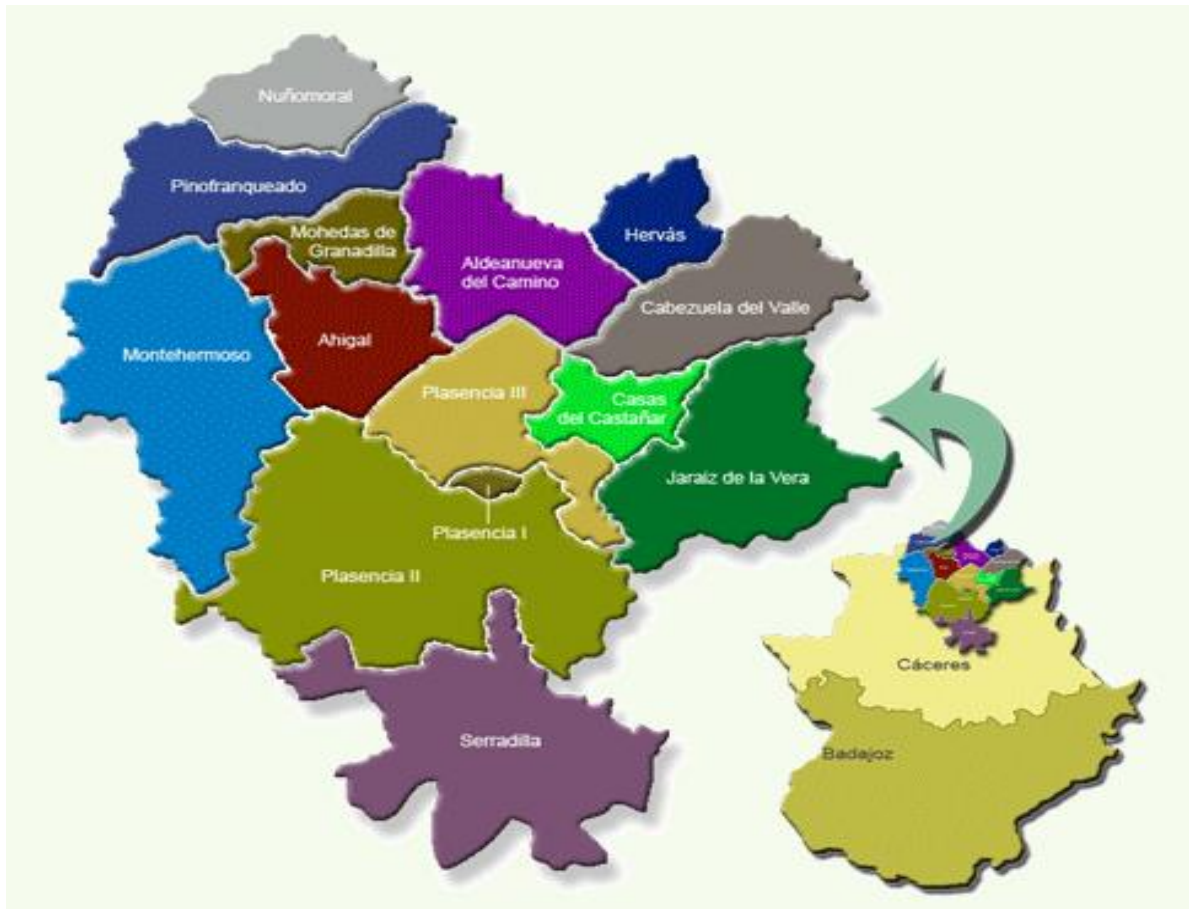 Nuñomoral
Pinofranqueado
Mohedas de
Granadilla
Hervás
Aldeanueva
del Camino
Cabezuela del Valle
Ahigal
Montehermoso
Plasencia III
Casas
del Castañar
Jaraiz de la Vera
Plasencia I
Plasencia II
Serradilla
Cáceres
Badajoz